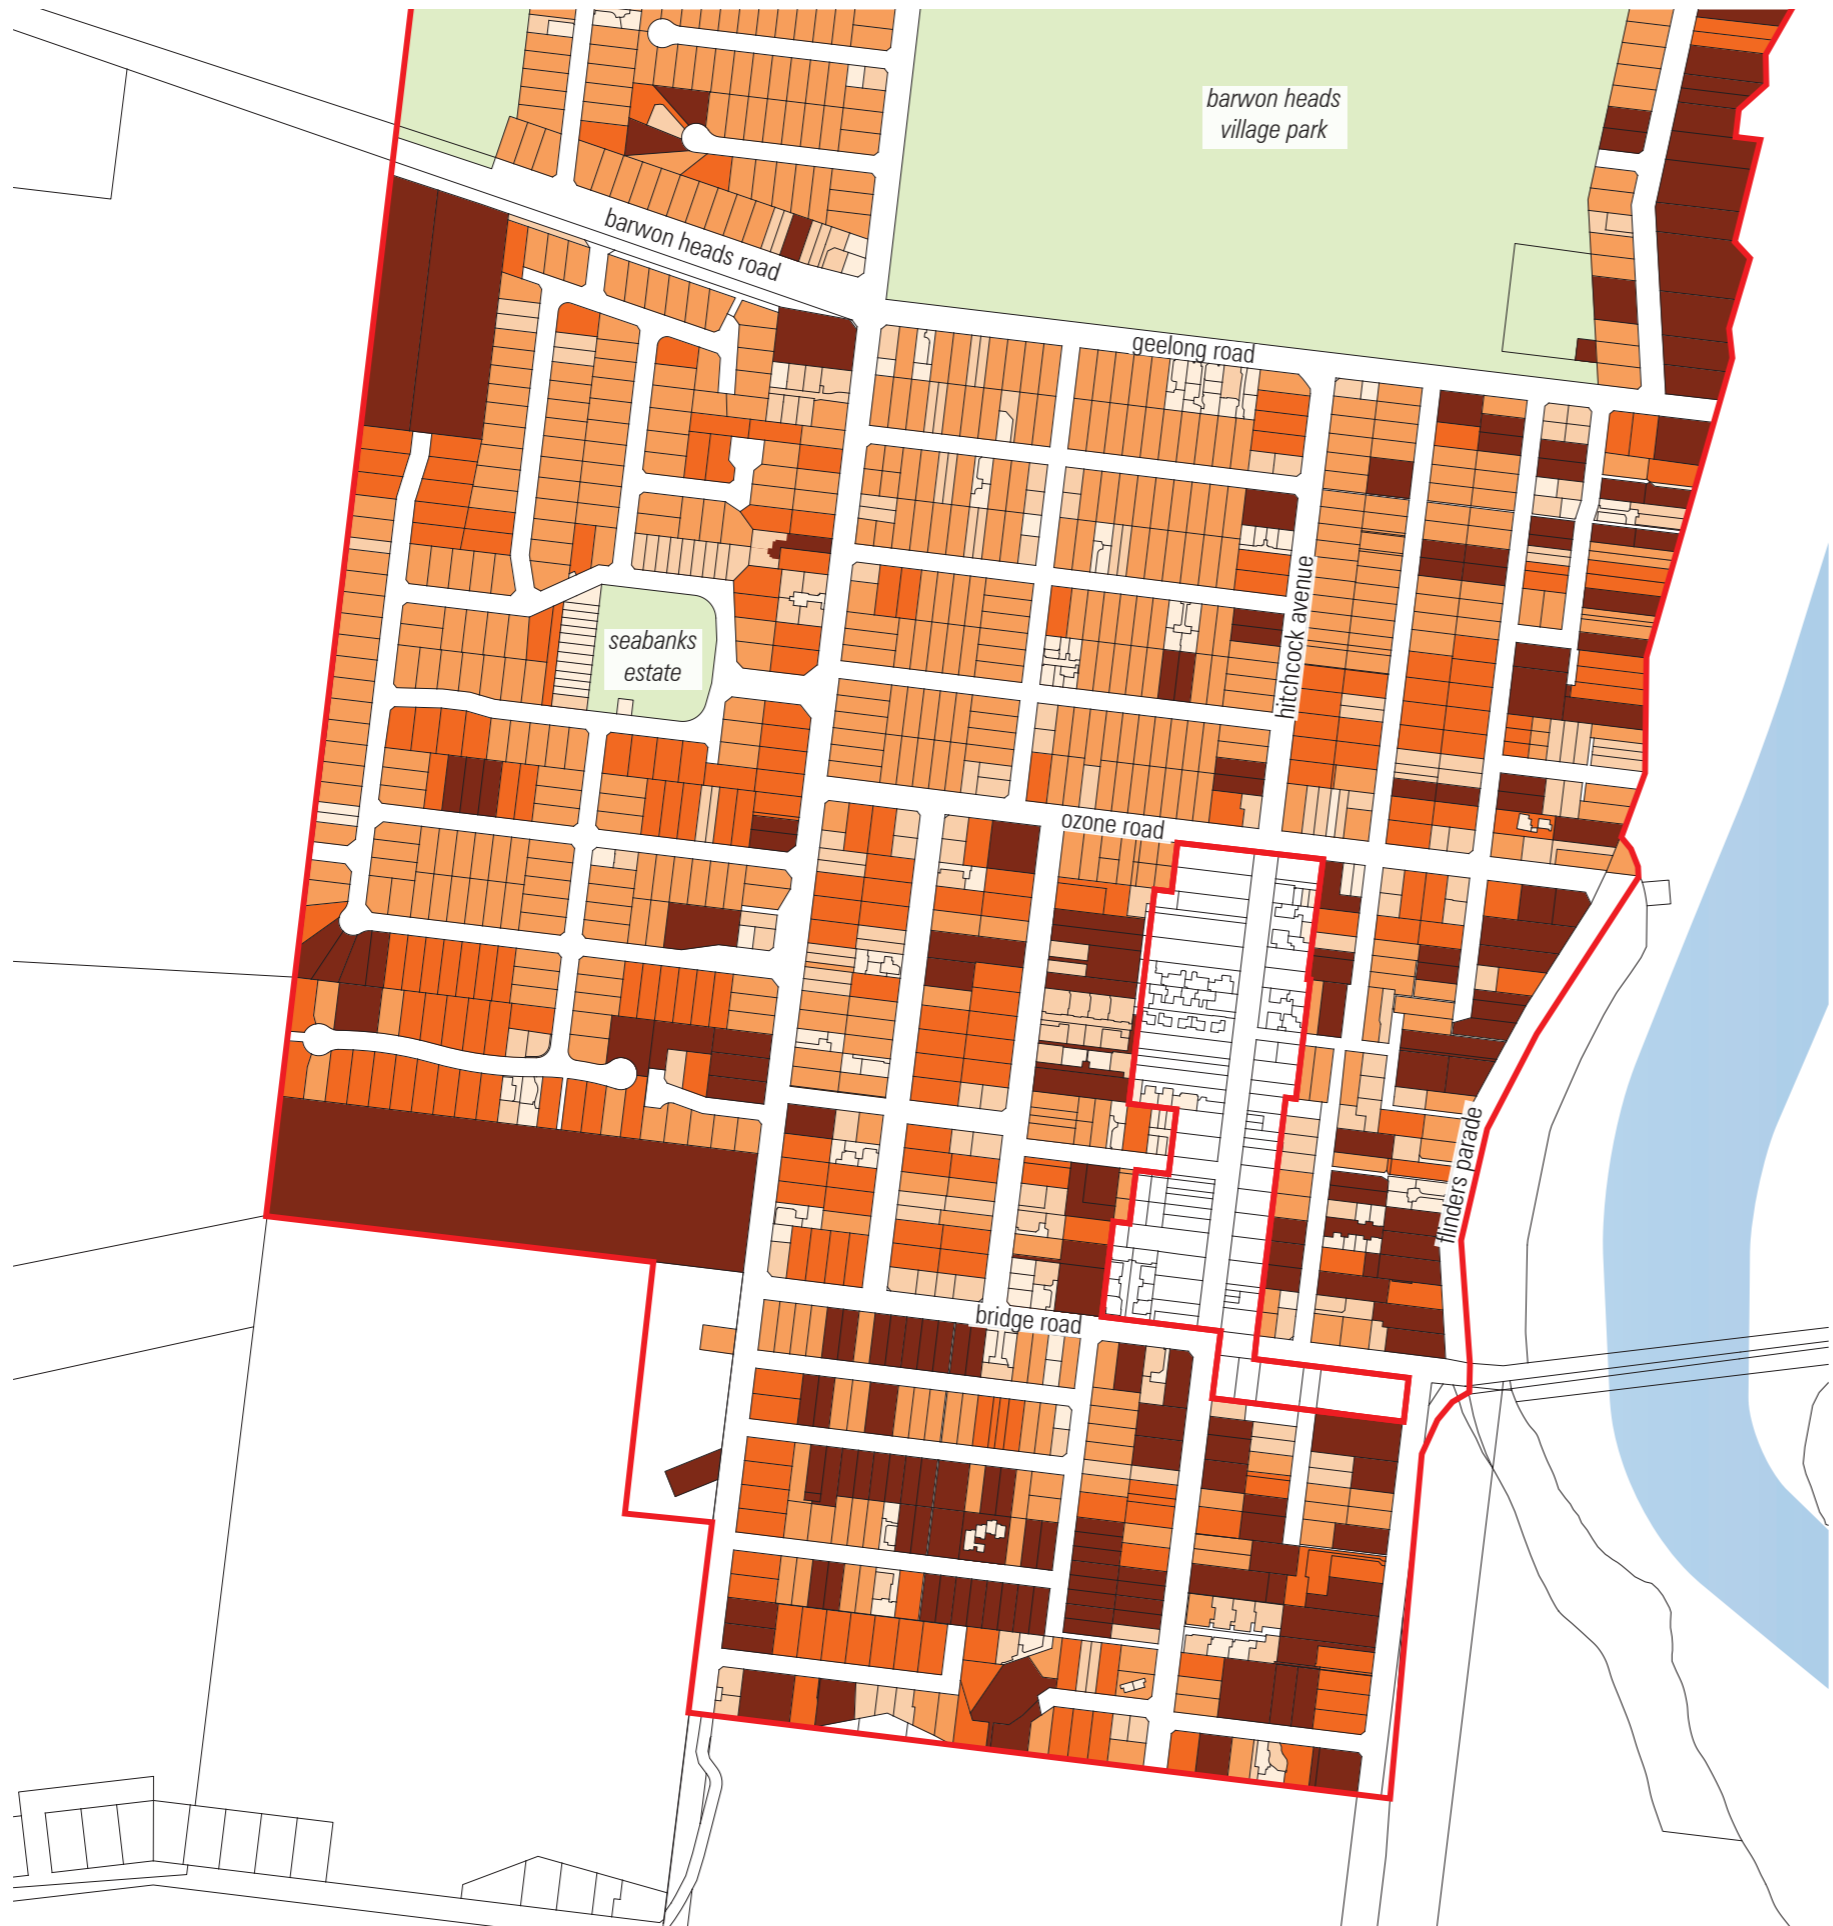 barwon heads
village park
barwon heads road
geelong road
hitchcock avenue
seabanks
estate
ozone road
flinders parade
bridge road